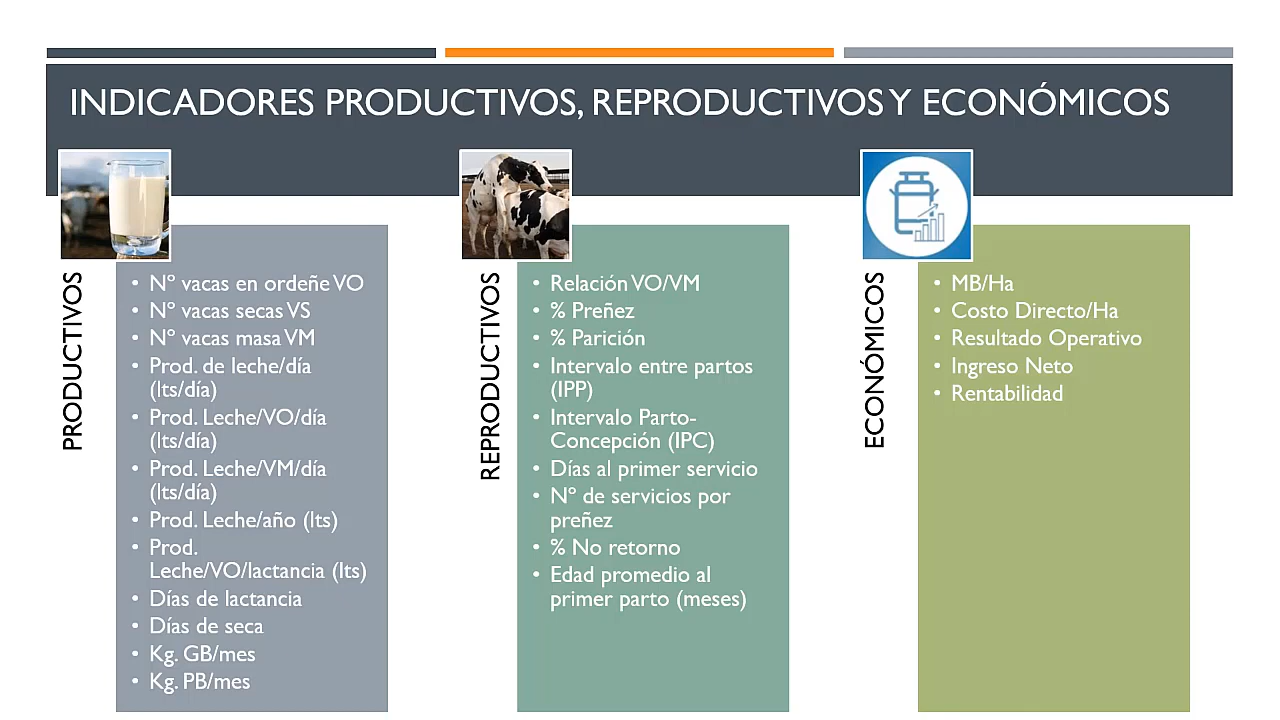 INDICADORES PRODUCTIVOS, REPRODUCTIVOS Y ECONÓMICOS
PRODUCTIVOS
• Nº vacas en ordeñe VO
• Nº vacas secas VS
• Nº vacas masa VM
• Prod. de leche/día
(lts/día)
• Prod. Leche/VO/día
(lts/día)
• Prod. Leche/VM/día
(lts/día)
• Prod. Leche/año (lts)
• Prod.
Leche/VO/lactancia (lts)
• Días de lactancia
• Días de seca
• Kg. GB/mes
• Kg. PB/mes
REPRODUCTIVOS
• Relación VO/VM
• % Preñez
• % Parición
• Intervalo entre partos
(IPP)
• Intervalo Parto-
Concepción (IPC)
• Días al primer servicio
• Nº de servicios por
preñez
• % No retorno
• Edad promedio al
primer parto (meses)
ECONÓMICOS
• MB/Ha
• Costo Directo/Ha
• Resultado Operativo
• Ingreso Neto
• Rentabilidad